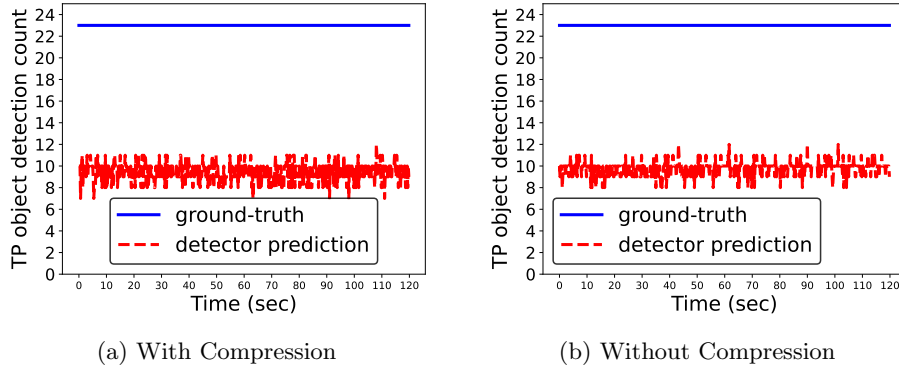 TP object detection count
24
22
20
18
16
14
12
10
8
6
4
2
0
ground-truth
detector prediction
0 10 20 30 40 50 60 70 80 90 100 110 120
Time (sec)
(a) With Compression
TP object detection count
24
22
20
18
16
14
12
10
8
6
4
2
0
ground-truth
detector prediction
0 10 20 30 40 50 60 70 80 90 100 110 120
Time (sec)
(b) Without Compression